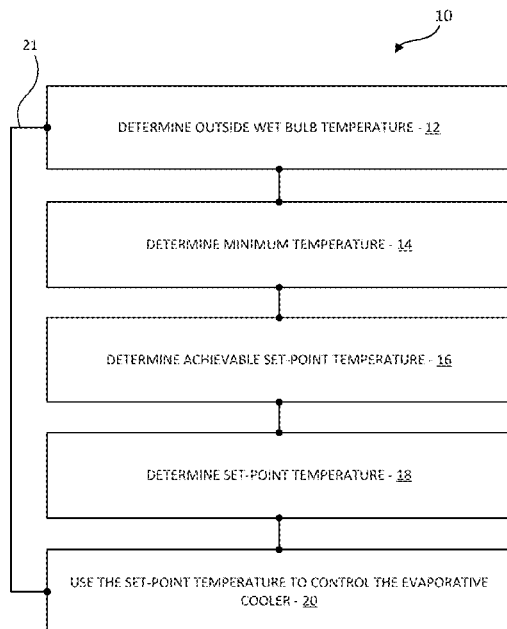 10
21
DETERMINE OUTSIDE WET BULB TEMPERATURE - 12
DETERMINE MINIMUM TEMPERATURE - 14
DETERMINE ACHIEVABLE SET-POINT TEMPERATURE - 16
DETERMINE SET-POINT TEMPERATURE - 18
USE THE SET-POINT TEMPERATURE TO CONTROL THE EVAPORATIVE
COOLER - 20